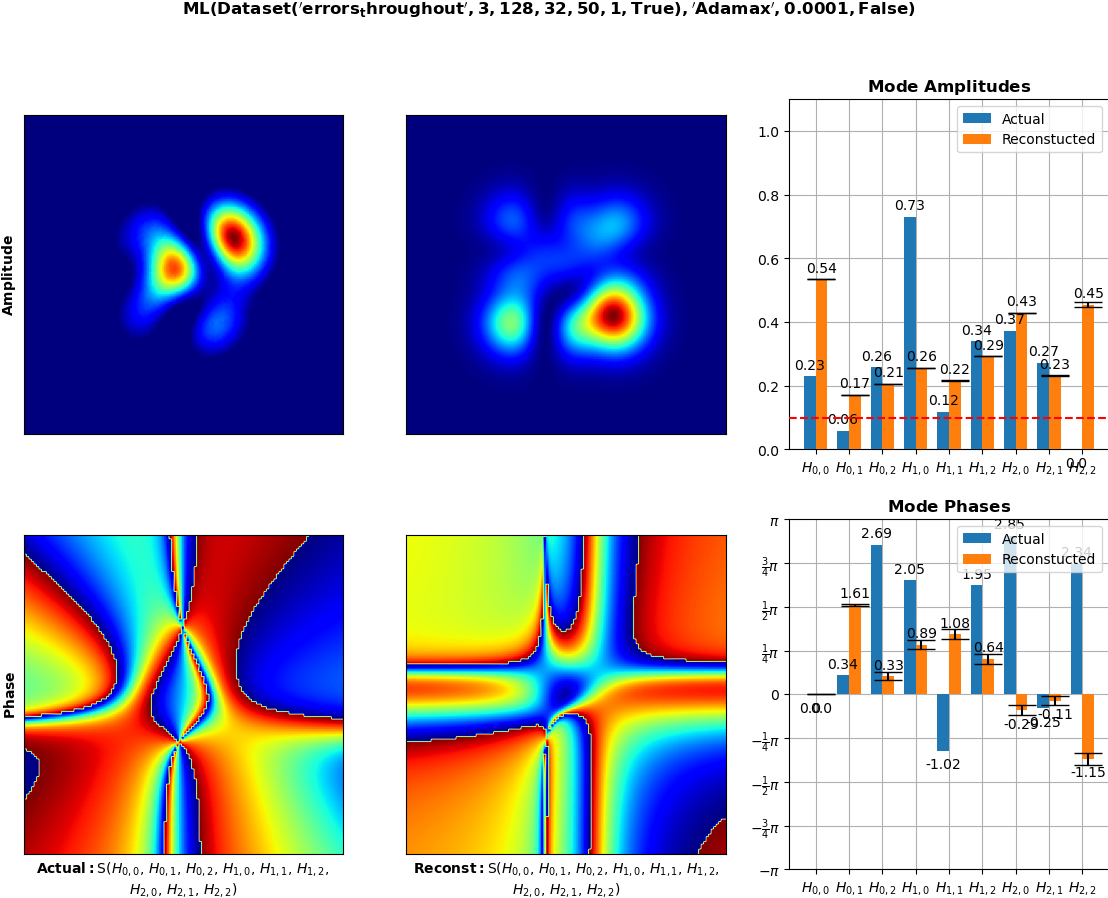 ML(Dataset('errors_throughout', 3, 128, 32, 50, 1, True), 'Adamax', 0.0001, False)
Amplitude
Mode Amplitudes
Actual
Reconstucted
1.0
0.8
0.6
0.4
0.2
0.0
0.23
0.54
0.06
0.17
0.26
0.21
0.73
0.26
0.12
0.22
0.34
0.29
0.37
0.43
0.27
0.23
0.0
0.45
H0,0 H0,1 H0,2 H1,0 H1,1 H1,2 H2,0 H2,1 H2,2
Phase
Mode Phases
Actual
Reconstucted
π
3/4π
1/2π
1/4π
0
−1/4π
−1/2π
−3/4π
−π
0.0
0.0
0.34
1.61
2.69
0.33
2.05
0.89
-1.02
1.08
1.95
0.64
2.85
-0.29
-0.25
-0.11
2.34
-1.15
H0,0 H0,1 H0,2 H1,0 H1,1 H1,2 H2,0 H2,1 H2,2
Actual: S(H0,0, H0,1, H0,2, H1,0, H1,1, H1,2,
H2,0, H2,1, H2,2)
Reconst: S(H0,0, H0,1, H0,2, H1,0, H1,1, H1,2,
H2,0, H2,1, H2,2)